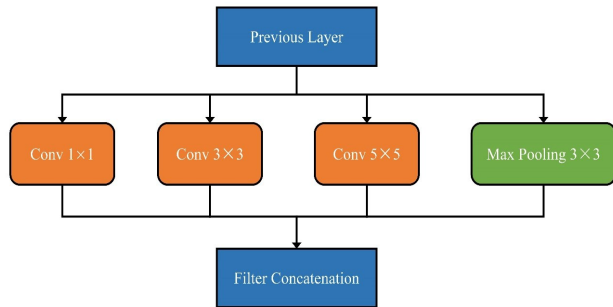 Previous Layer
Conv 1×1
Conv 3×3
Conv 5×5
Max Pooling 3×3
Filter Concatenation